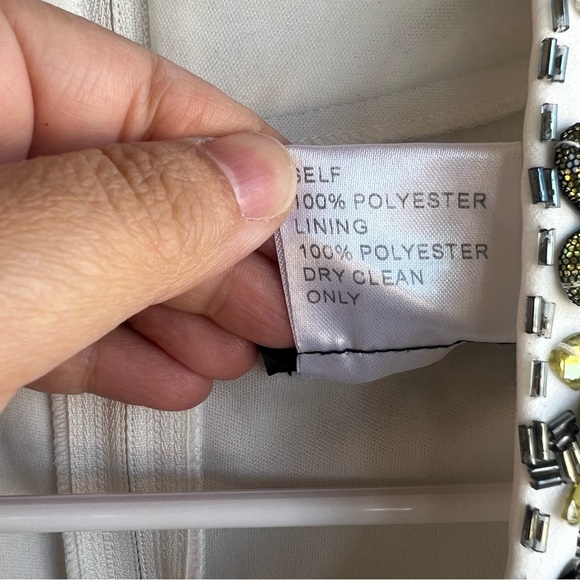 SELF
100% POLYESTER
LINING
100% POLYESTER
DRY CLEAN
ONLY